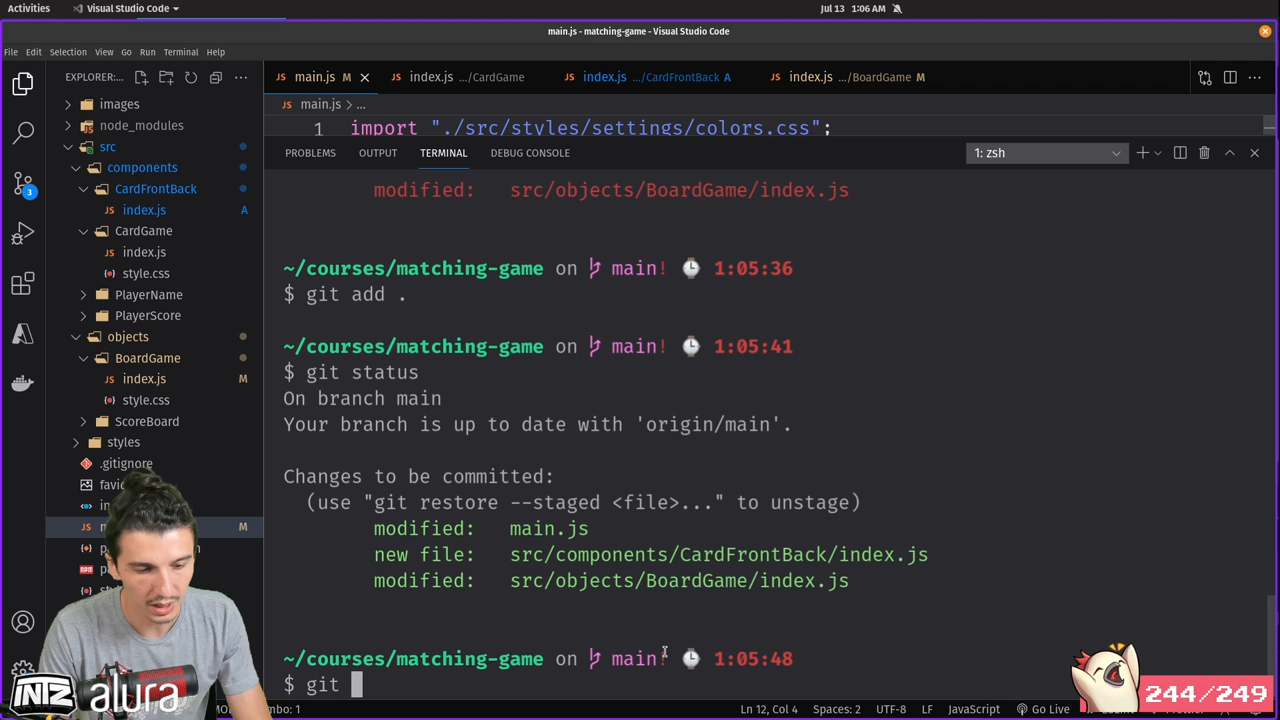 Activities
Visual Studio Code
Jul 13 1:06 AM
main.js - matching-game - Visual Studio Code
File Edit Selection View Go Run Terminal Help
EXPLORER:...
main.js M
index.js .../CardGame
index.js .../CardFrontBack A
index.js .../BoardGame M
images
node_modules
src
components
CardFrontBack
index.js A
CardGame
index.js
style.css
PlayerName
PlayerScore
objects
BoardGame
index.js M
style.css
ScoreBoard
styles
.gitignore
M
3
main.js > ...
1 import "./src/styles/settings/colors.css";
PROBLEMS OUTPUT TERMINAL DEBUG CONSOLE
1: zsh
modified: src/objects/BoardGame/index.js
~/courses/matching-game on main! 1:05:36
$ git add .
~/courses/matching-game on main! 1:05:41
$ git status
On branch main
Your branch is up to date with 'origin/main'.
Changes to be committed:
(use "git restore --staged <file>..." to unstage)
modified: main.js
new file: src/components/CardFrontBack/index.js
modified: src/objects/BoardGame/index.js
~/courses/matching-game on main! 1:05:48
$ git
alura
244/249
Ln 12, Col 4 Spaces: 2 UTF-8 LF JavaScript Go Live